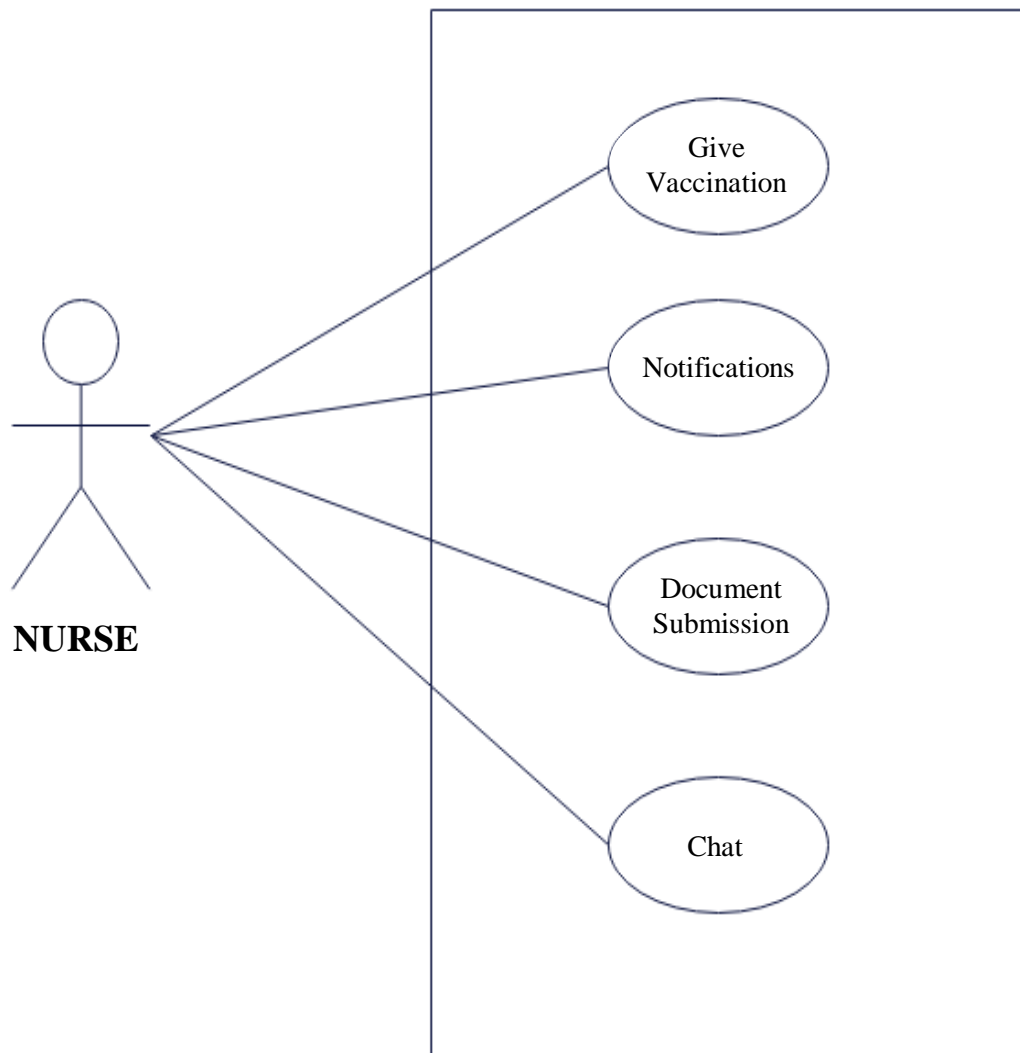 Give
Vaccination
Notifications
Document
Submission
NURSE
Chat